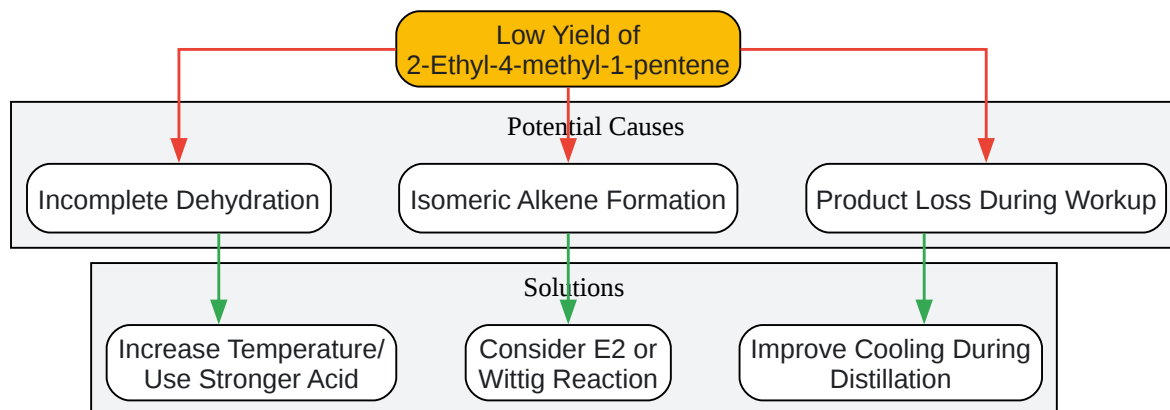 Low Yield of
2-Ethyl-4-methyl-1-pentene
Potential Causes
Incomplete Dehydration
Isomeric Alkene Formation
Product Loss During Workup
Solutions
Increase Temperature/
Use Stronger Acid
Consider E2 or
Wittig Reaction
Improve Cooling During
Distillation